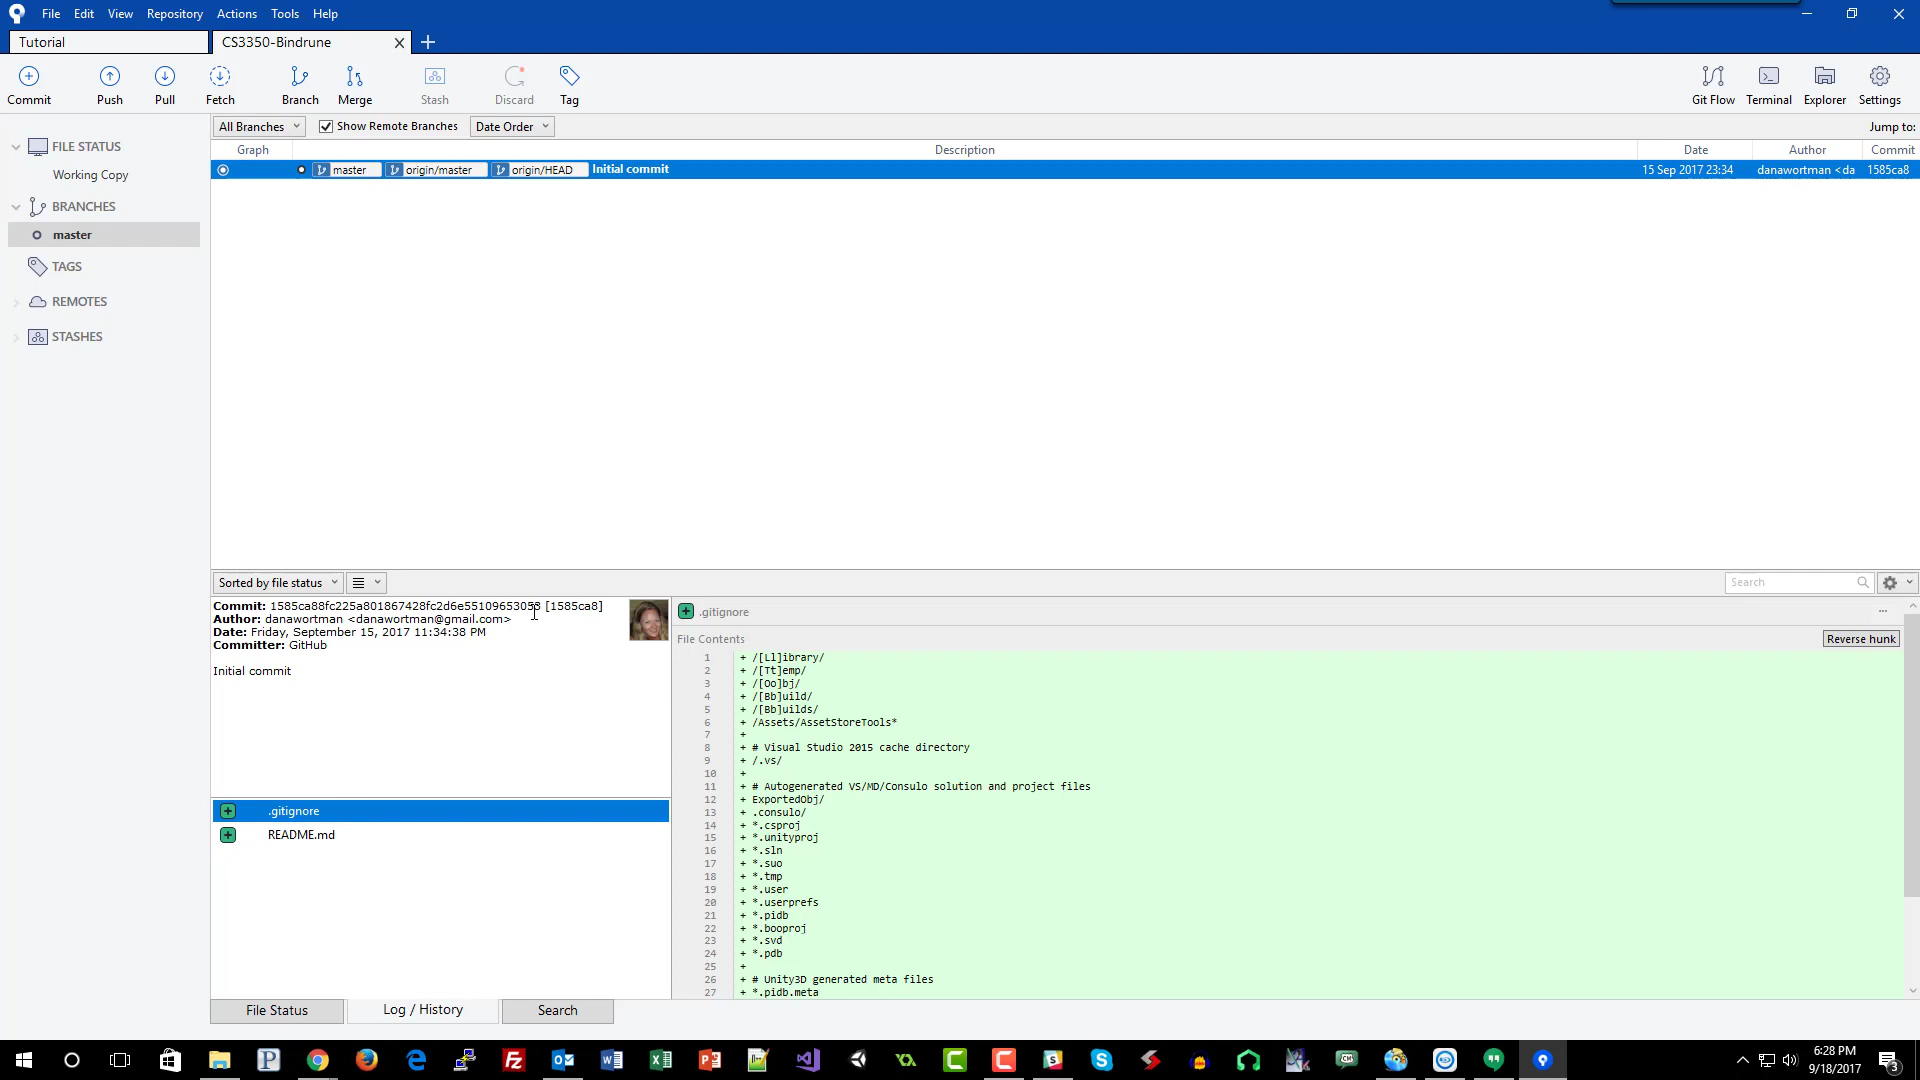 File Edit View Repository Actions Tools Help
Tutorial CS3350-Bindrune
Commit Push Pull Fetch Branch Merge Stash Discard Tag Git Flow Terminal Explorer Settings
All Branches Show Remote Branches Date Order Jump to:
FILE STATUS
Working Copy
BRANCHES
master
TAGS
REMOTES
STASHES
Graph Description Date Author Commit
master origin/master origin/HEAD Initial commit 15 Sep 2017 23:34 danawortman <da 1585ca8
Sorted by file status Search
Commit: 1585ca88fc225a801867428fc2d6e55109653053 [1585ca8]
Author: danawortman <danawortman@gmail.com>
Date: Friday, September 15, 2017 11:34:38 PM
Committer: GitHub
Initial commit
.gitignore
README.md
.gitignore ...
File Contents Reverse hunk
1 + /[Ll]ibrary/
2 + /[Tt]emp/
3 + /[Oo]bj/
4 + /[Bb]uild/
5 + /[Bb]uilds/
6 + /Assets/AssetStoreTools*
7 +
8 + # Visual Studio 2015 cache directory
9 + /.vs/
10 +
11 + # Autogenerated VS/MD/Consulo solution and project files
12 + ExportedObj/
13 + .consulo/
14 + *.csproj
15 + *.unityproj
16 + *.sln
17 + *.suo
18 + *.tmp
19 + *.user
20 + *.userprefs
21 + *.pidb
22 + *.booproj
23 + *.svd
24 + *.pdb
25 +
26 + # Unity3D generated meta files
27 + *.pidb.meta
File Status Log / History Search
6:28 PM
9/18/2017
3